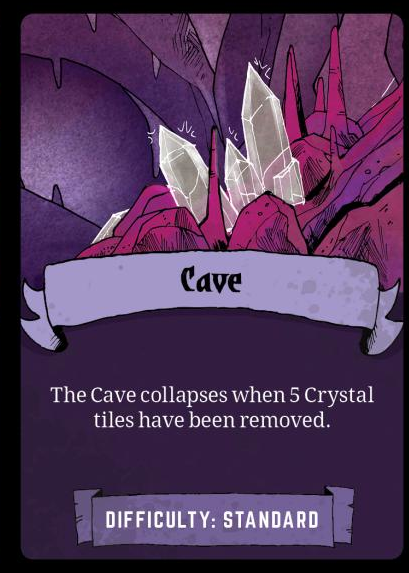 Cave
The Cave collapses when 5 Crystal
tiles have been removed.
DIFFICULTY: STANDARD